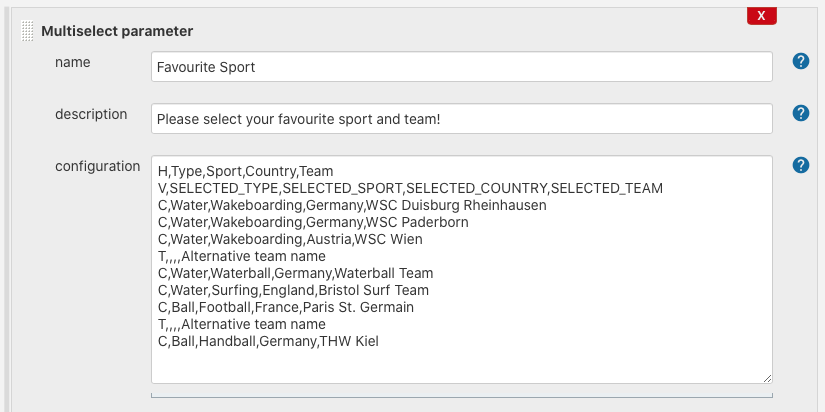 X
Multiselect parameter
name
Favourite Sport
?
description
Please select your favourite sport and team!
?
configuration
?
H,Type,Sport,Country,Team
V,SELECTED_TYPE,SELECTED_SPORT,SELECTED_COUNTRY,SELECTED_TEAM
C,Water,Wakeboarding,Germany,WSC Duisburg Rheinhausen
C,Water,Wakeboarding,Germany,WSC Paderborn
C,Water,Wakeboarding,Austria,WSC Wien
T,,,,Alternative team name
C,Water,Waterball,Germany,Waterball Team
C,Water,Surfing,England,Bristol Surf Team
C,Ball,Football,France,Paris St. Germain
T,,,,Alternative team name
C,Ball,Handball,Germany,THW Kiel